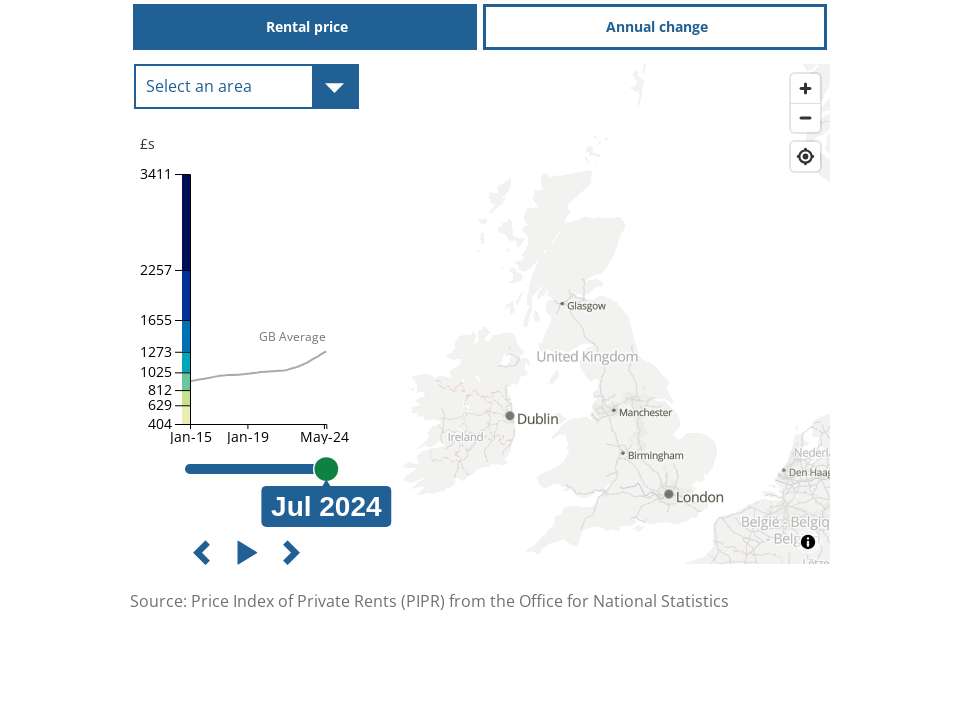 Rental price
Annual change
Select an area
£s
3411
2257
1655
1273
1025
812
629
404
GB Average
Jan-15
Jan-19
May-24
Jul 2024
Glasgow
United Kingdom
Manchester
Dublin
Ireland
Birmingham
London
Den Haag
België - Belgiq
Source: Price Index of Private Rents (PIPR) from the Office for National Statistics